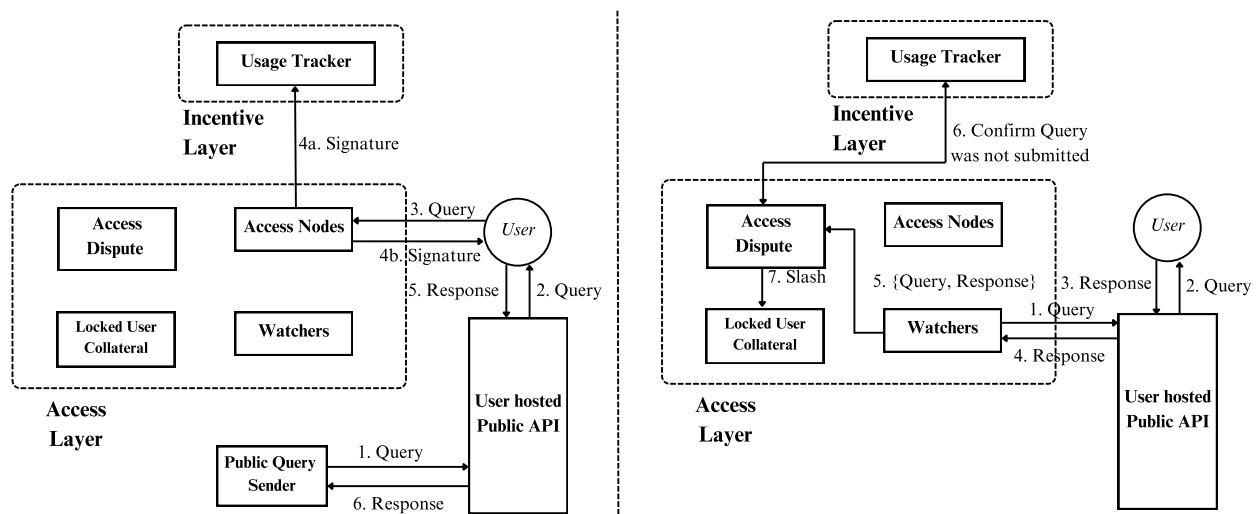 Usage Tracker
Incentive
Layer
4a. Signature
Access
Dispute
Access Nodes
3. Query
4b. Signature
User
5. Response
2. Query
Locked User
Collateral
Watchers
Access
Layer
User hosted
Public API
Public Query
Sender
1. Query
6. Response
Usage Tracker
Incentive
Layer
6. Confirm Query
was not submitted
Access
Dispute
Access Nodes
User
7. Slash
5. {Query, Response}
3. Response
2. Query
Locked User
Collateral
Watchers
1. Query
4. Response
Access
Layer
User hosted
Public API